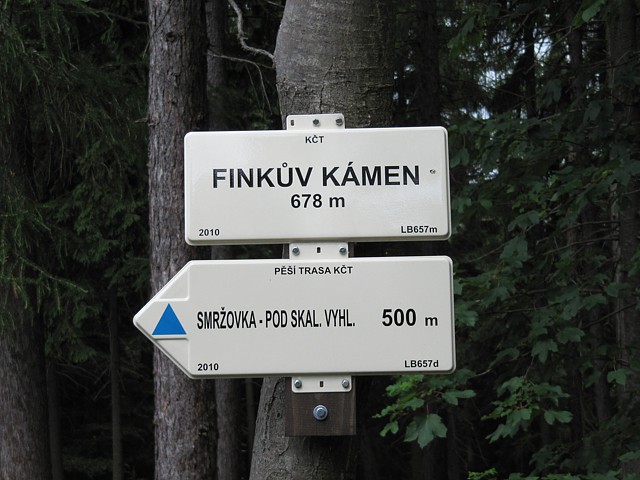 KČT
FINKŮV KÁMEN
678 m
2010 LB657m
PĚŠÍ TRASA KČT
SMRŽOVKA - POD SKAL. VYHL. 500 m
2010 LB657d